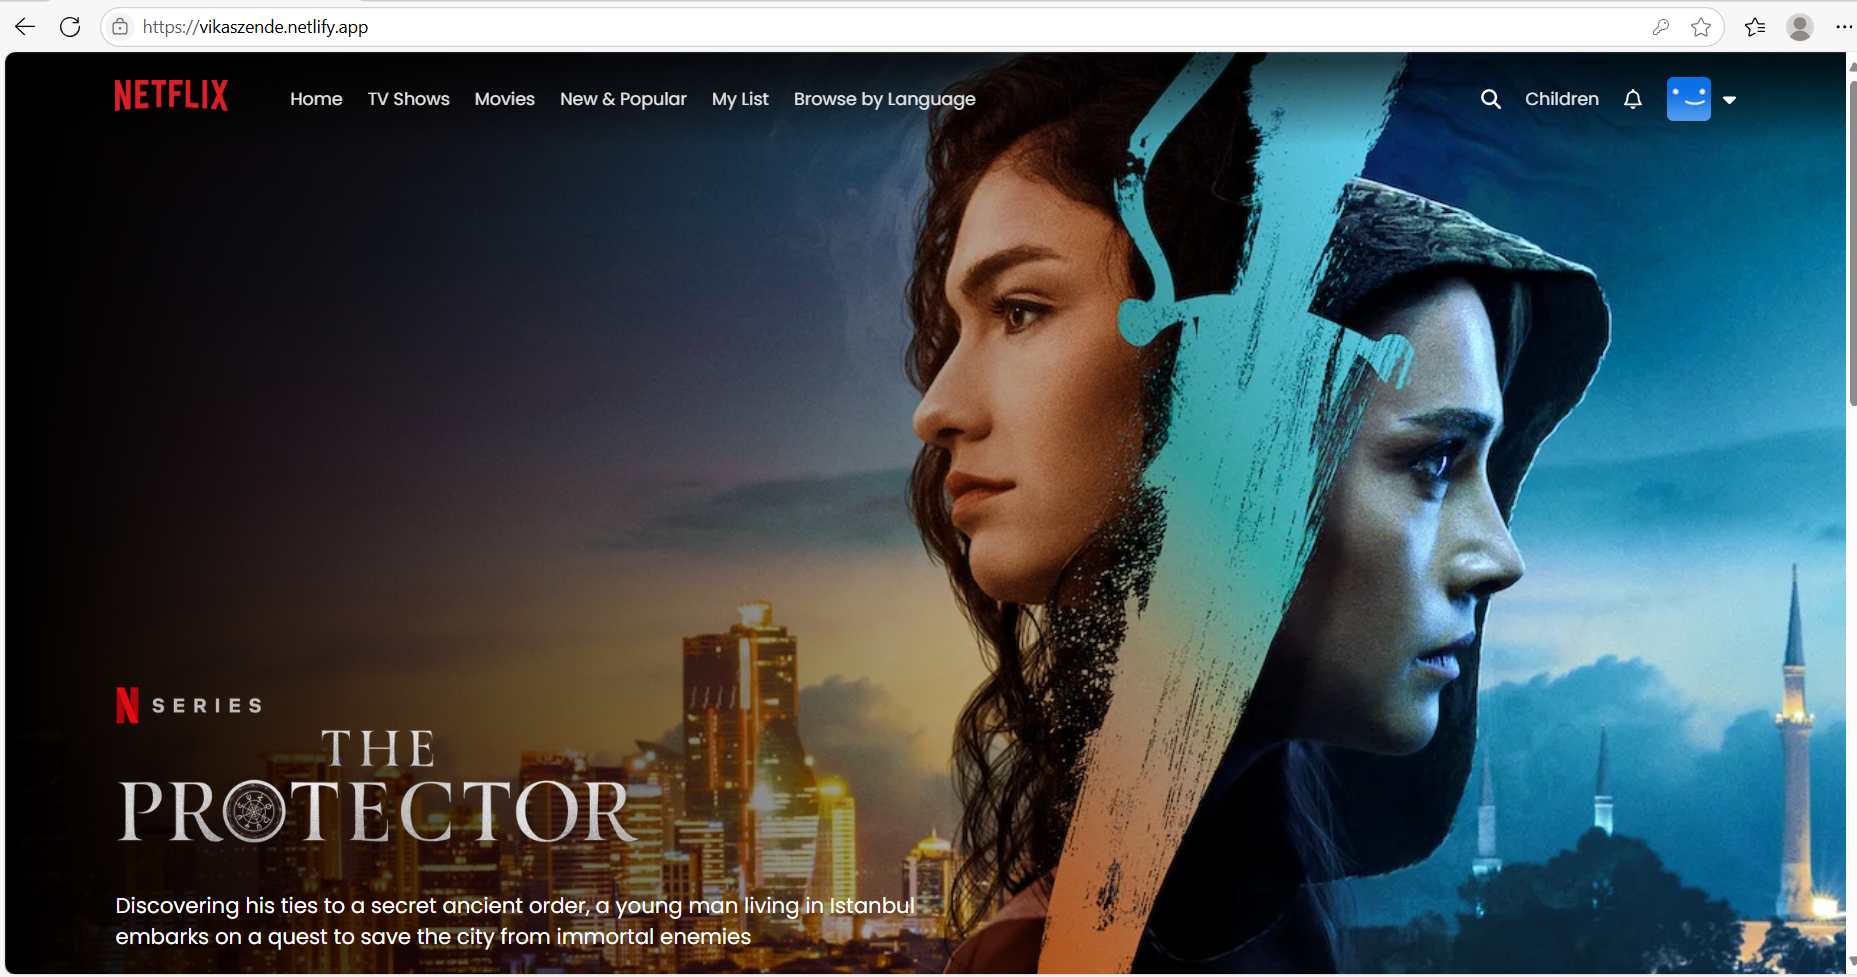 https://vikaszende.netlify.app
NETFLIX Home TV Shows Movies New & Popular My List Browse by Language Children
N SERIES
THE
PROTECTOR
Discovering his ties to a secret ancient order, a young man living in Istanbul
embarks on a quest to save the city from immortal enemies